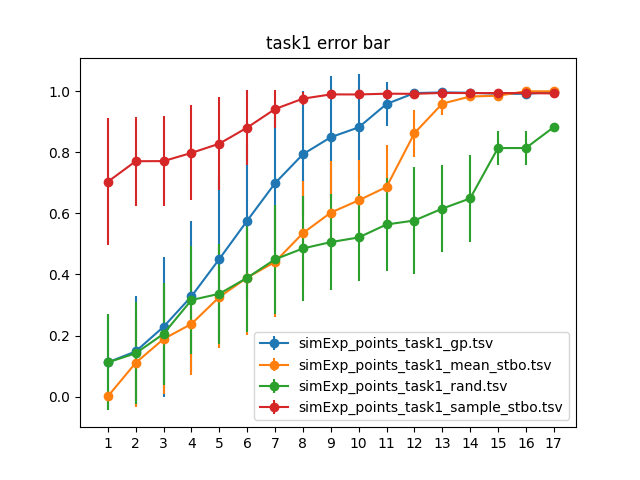 task1 error bar
1.0
0.8
0.6
0.4
0.2
0.0
simExp_points_task1_gp.tsv
simExp_points_task1_mean_stbo.tsv
simExp_points_task1_rand.tsv
simExp_points_task1_sample_stbo.tsv
1 2 3 4 5 6 7 8 9 10 11 12 13 14 15 16 17